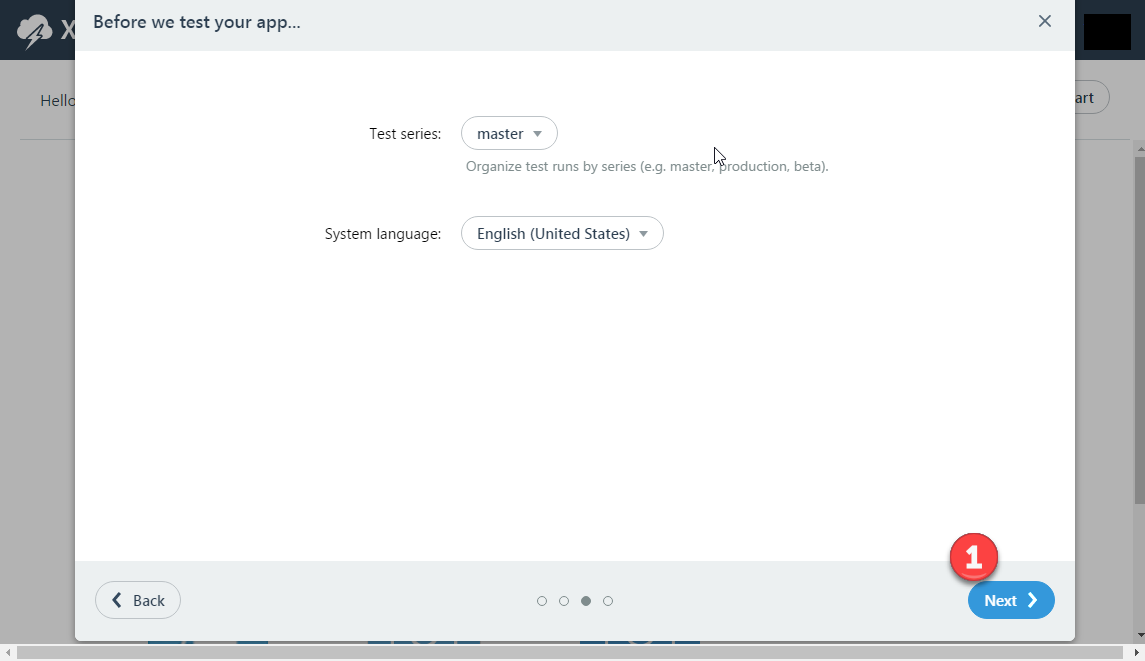 Before we test your app...
X
Hello
art
Test series: master
Organize test runs by series (e.g. master, production, beta).
System language: English (United States)
1
Back
Next